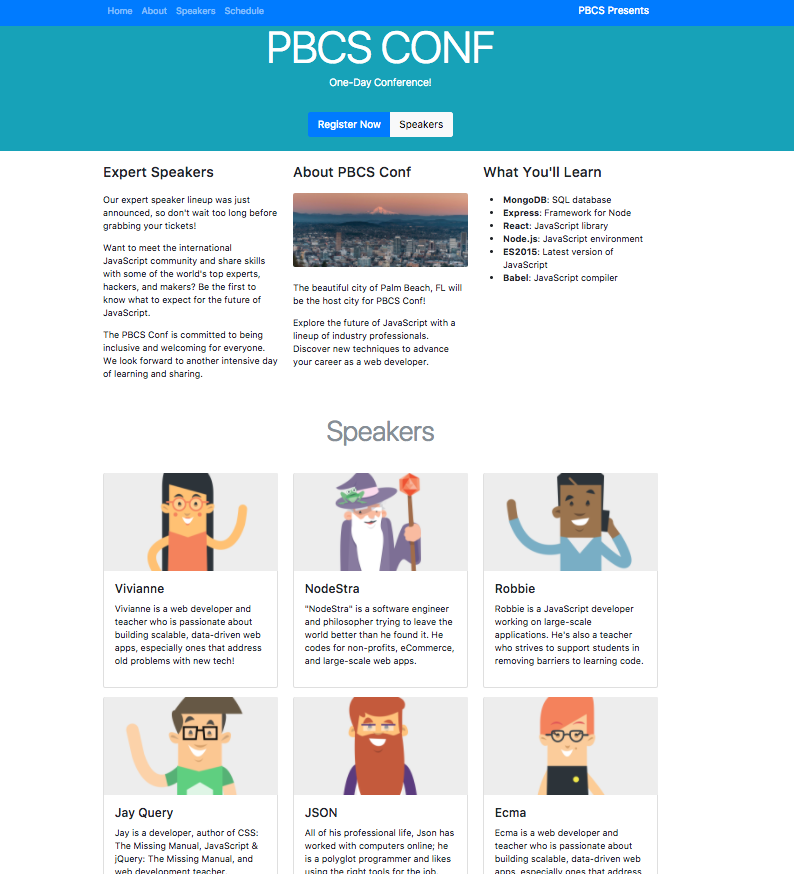 Home About Speakers Schedule PBCS Presents
PBCS CONF
One-Day Conference!
Register Now Speakers
Expert Speakers
Our expert speaker lineup was just
announced, so don't wait too long before
grabbing your tickets!
Want to meet the international
JavaScript community and share skills
with some of the world's top experts,
hackers, and makers? Be the first to
know what to expect for the future of
JavaScript.
The PBCS Conf is committed to being
inclusive and welcoming for everyone.
We look forward to another intensive day
of learning and sharing.
About PBCS Conf
The beautiful city of Palm Beach, FL will
be the host city for PBCS Conf!
Explore the future of JavaScript with a
lineup of industry professionals.
Discover new techniques to advance
your career as a web developer.
What You'll Learn
MongoDB: SQL database
Express: Framework for Node
React: JavaScript library
Node.js: JavaScript environment
ES2015: Latest version of
JavaScript
Babel: JavaScript compiler
Speakers
Vivianne
Vivianne is a web developer and
teacher who is passionate about
building scalable, data-driven web
apps, especially ones that address
old problems with new tech!
NodeStra
"NodeStra" is a software engineer
and philosopher trying to leave the
world better than he found it. He
codes for non-profits, eCommerce,
and large-scale web apps.
Robbie
Robbie is a JavaScript developer
working on large-scale
applications. He's also a teacher
who strives to support students in
removing barriers to learning code.
Jay Query
Jay is a developer, author of CSS:
The Missing Manual, JavaScript &
jQuery: The Missing Manual, and
web development teacher
JSON
All of his professional life, Json has
worked with computers online; he
is a polyglot programmer and likes
using the right tools for the job
Ecma
Ecma is a web developer and
teacher who is passionate about
building scalable, data-driven web
apps, especially ones that address